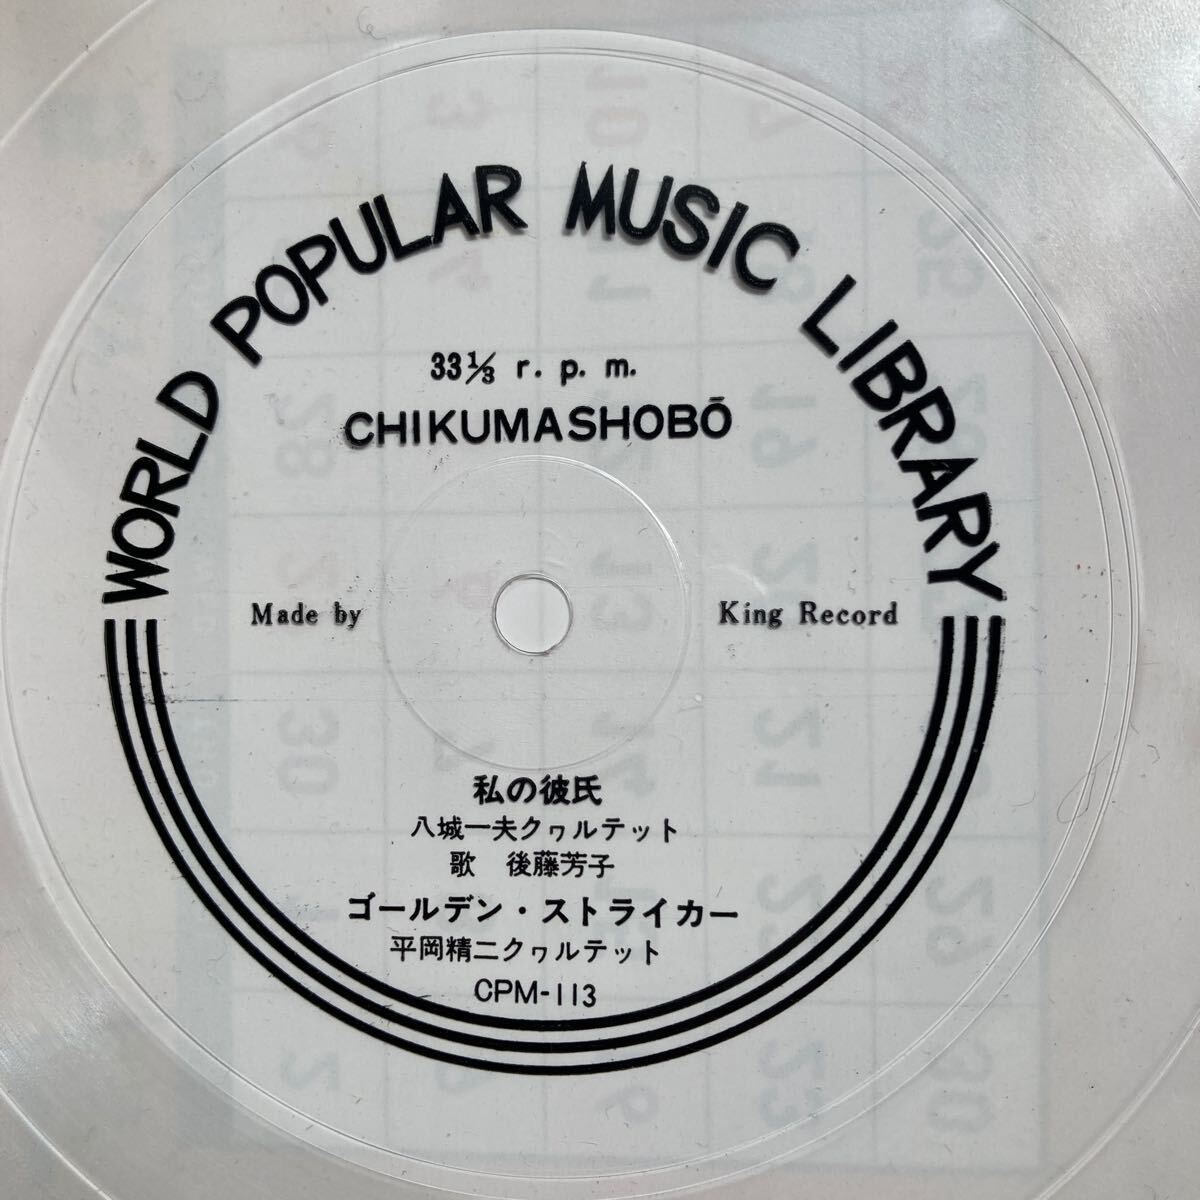 WORLD POPULAR MUSIC LIBRARY
33⅓ r. p. m.
CHIKUMASHOBŌ
Made by King Record
私の彼氏
八城一夫クヮルテット
歌 後藤芳子
ゴールデン・ストライカー
平岡精二クヮルテット
CPM-113